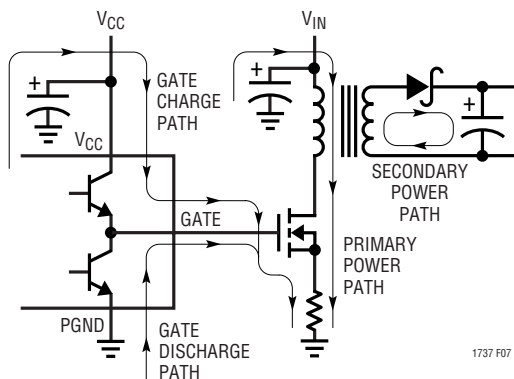 VCC
VIN
+
+
GATE
CHARGE
PATH
VCC
+
SECONDARY
POWER
PATH
GATE
PRIMARY
POWER
PATH
PGND
GATE
DISCHARGE
PATH
1737 F07